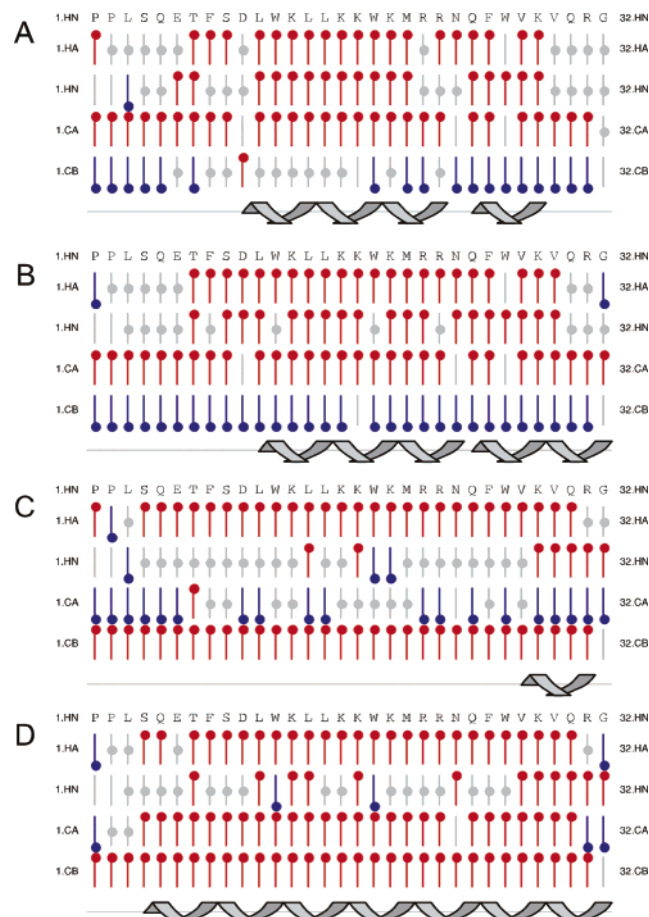 A
1.HN P P L S Q E T F S D L W K L L K K W K M R R N Q F W V K V Q R G 32.HN
1.HA 32.HA
1.HN 32.HN
1.CA 32.CA
1.CB 32.CB
B
1.HN P P L S Q E T F S D L W K L L K K W K M R R N Q F W V K V Q R G 32.HN
1.HA 32.HA
1.HN 32.HN
1.CA 32.CA
1.CB 32.CB
C
1.HN P P L S Q E T F S D L W K L L K K W K M R R N Q F W V K V Q R G 32.HN
1.HA 32.HA
1.HN 32.HN
1.CA 32.CA
1.CB 32.CB
D
1.HN P P L S Q E T F S D L W K L L K K W K M R R N Q F W V K V Q R G 32.HN
1.HA 32.HA
1.HN 32.HN
1.CA 32.CA
1.CB 32.CB